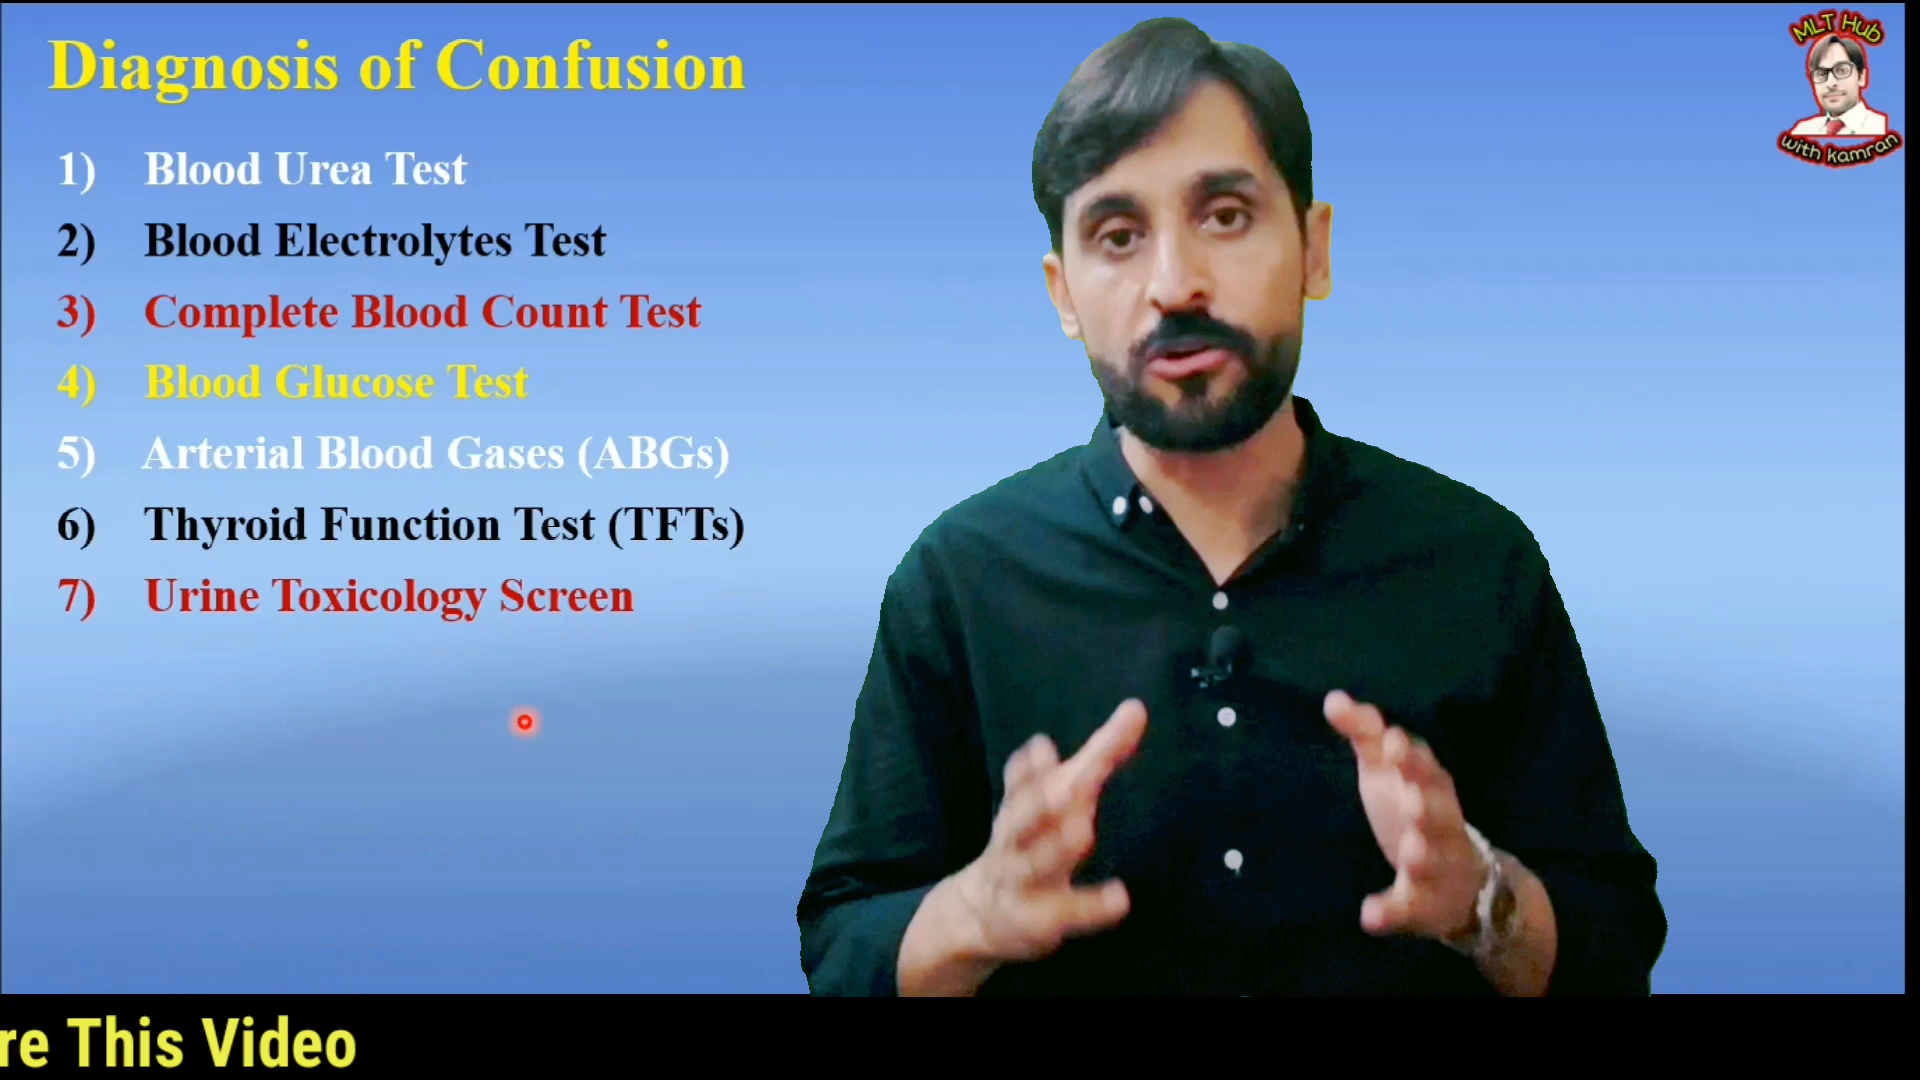 Diagnosis of Confusion
1) Blood Urea Test
2) Blood Electrolytes Test
3) Complete Blood Count Test
4) Blood Glucose Test
5) Arterial Blood Gases (ABGs)
6) Thyroid Function Test (TFTs)
7) Urine Toxicology Screen
MLT Hub
with kamran
re This Video